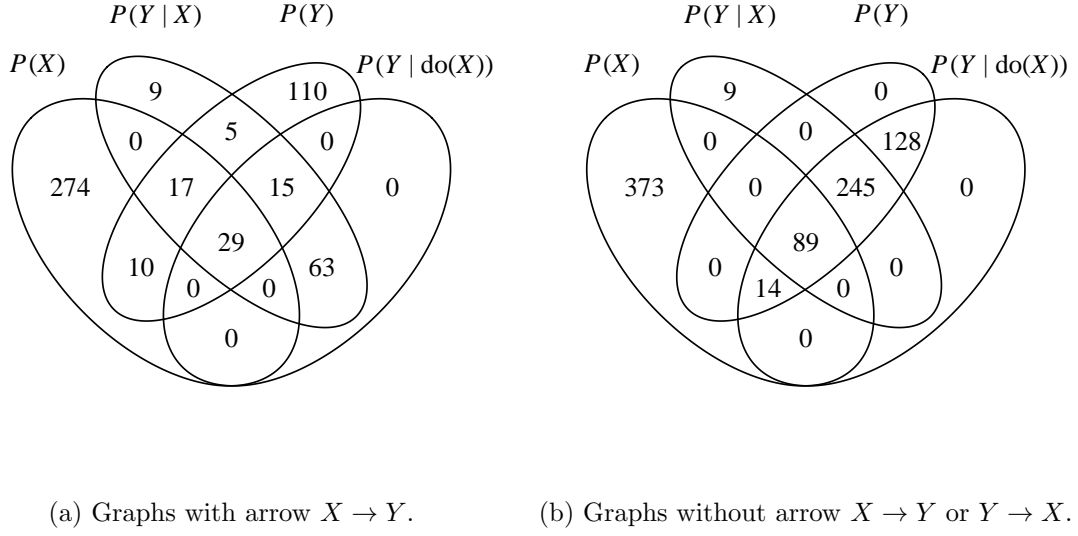 P(Y | X) P(Y) P(Y | X) P(Y)
P(X) P(Y | do(X)) P(X) P(Y | do(X))
9 110 9 0
0 5 0 0 0 128
274 17 15 0 373 0 245 0
29 89
10 63 0 0
0 0 14 0
0 0
(a) Graphs with arrow X → Y. (b) Graphs without arrow X → Y or Y → X.